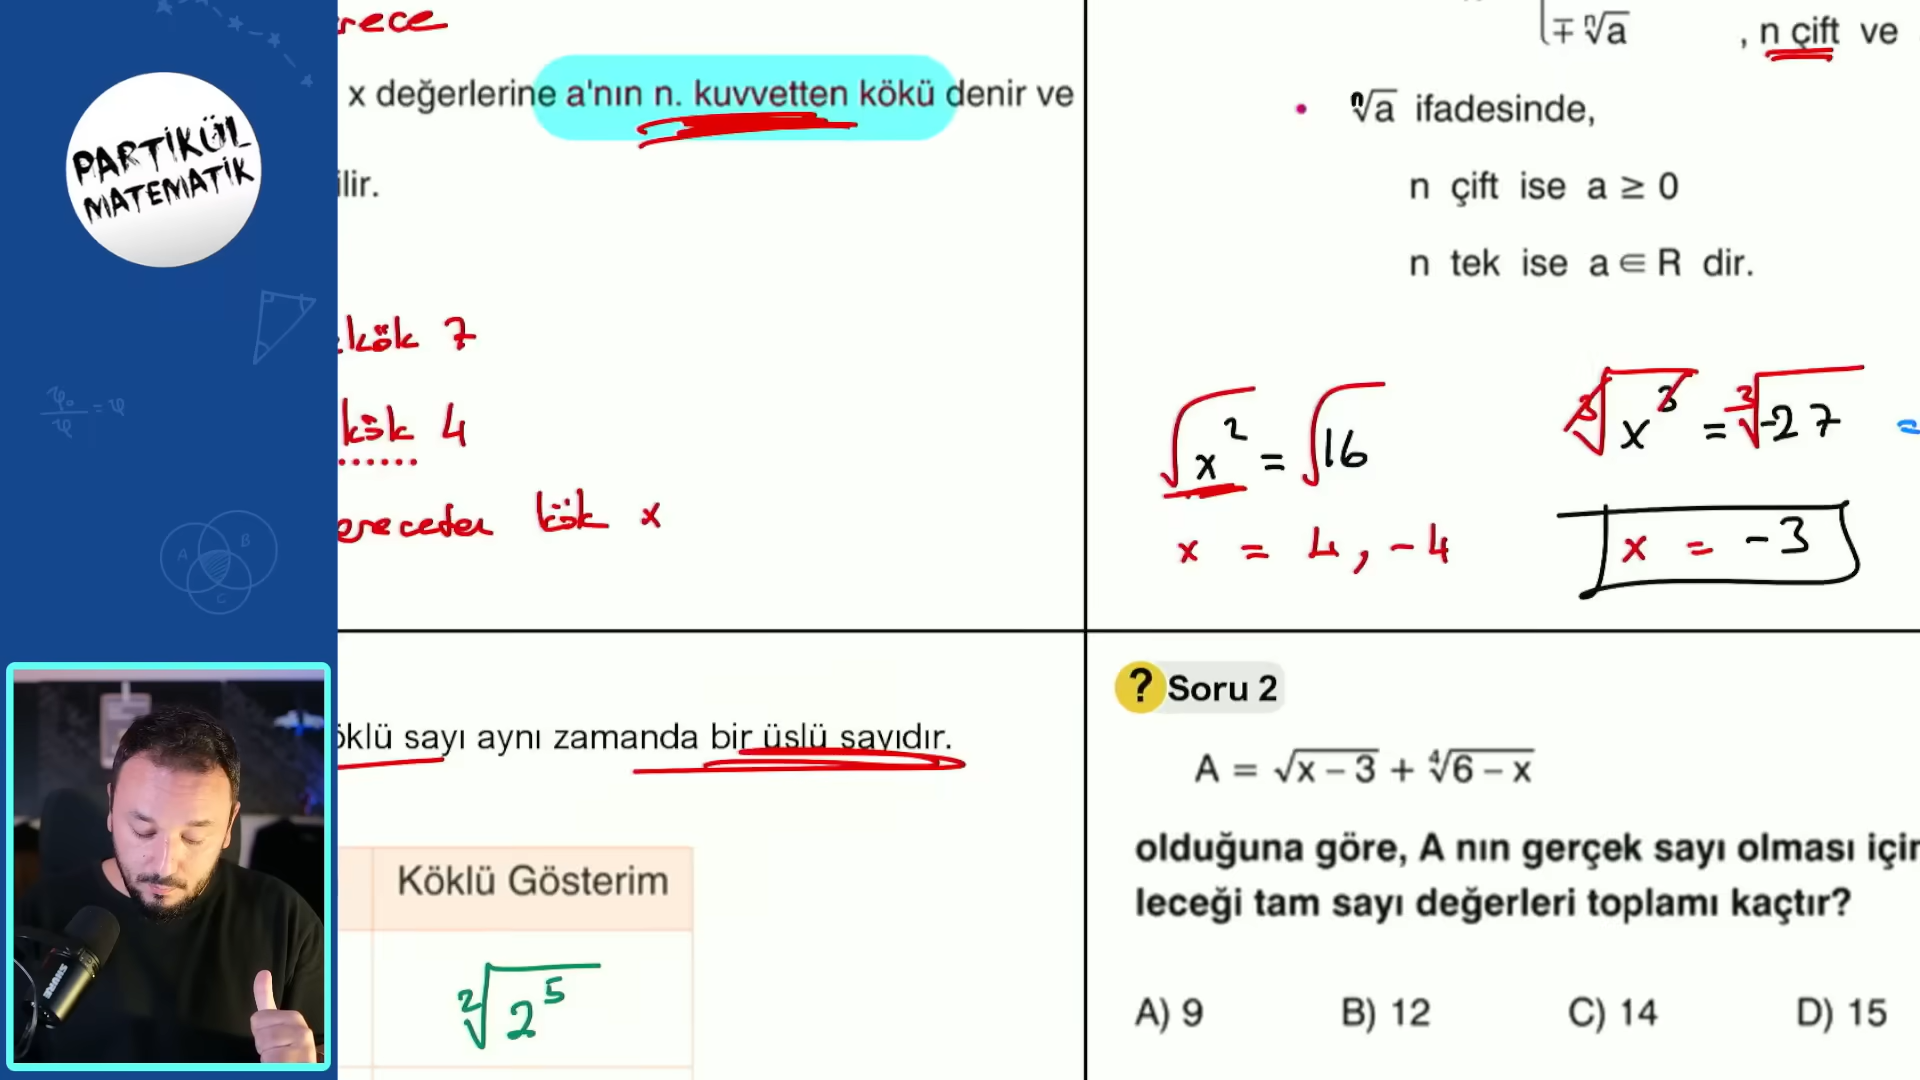 PARTİKÜL
MATEMATİK
rece
x değerlerine a'nın n. kuvvetten kökü denir ve
ilir.
kök 7
kök 4
ereceden kök x
∓ ⁿ√a , n çift ve
• ⁿ√a ifadesinde,
n çift ise a ≥ 0
n tek ise a ∈ R dir.
√x² = √16
x = 4, -4
³√x³ = ³√-27 =
x = -3
öklü sayı aynı zamanda bir üslü sayıdır.
Köklü Gösterim
²√2⁵
? Soru 2
A = √x – 3 + ⁴√6 – x
olduğuna göre, A nın gerçek sayı olması için
leceği tam sayı değerleri toplamı kaçtır?
A) 9 B) 12 C) 14 D) 15
SHURE